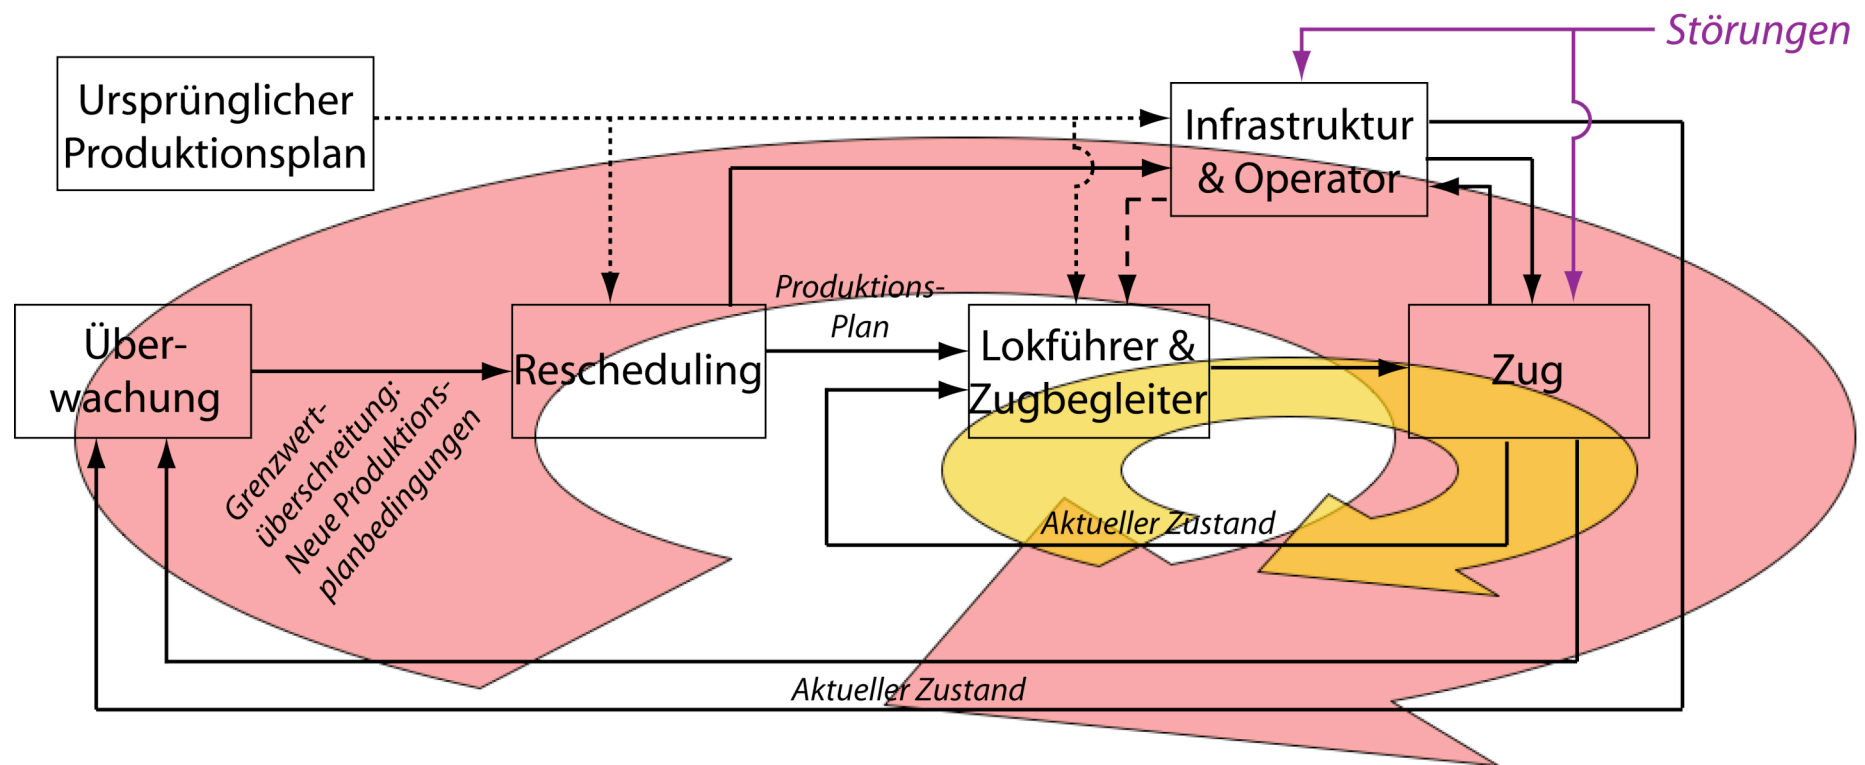 Störungen
Ursprünglicher
Produktionsplan
Infrastruktur
& Operator
Über-
wachung
Rescheduling
Produktions-
Plan
Lokführer &
Zugbegleiter
Zug
Grenzwert-
überschreitung:
Neue Produktions-
planbedingungen
Aktueller Zustand
Aktueller Zustand